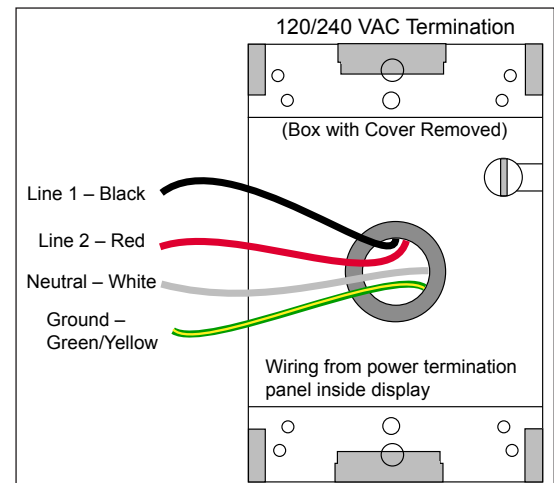 120/240 VAC Termination
(Box with Cover Removed)
Line 1 – Black
Line 2 – Red
Neutral – White
Ground –
Green/Yellow
Wiring from power termination
panel inside display